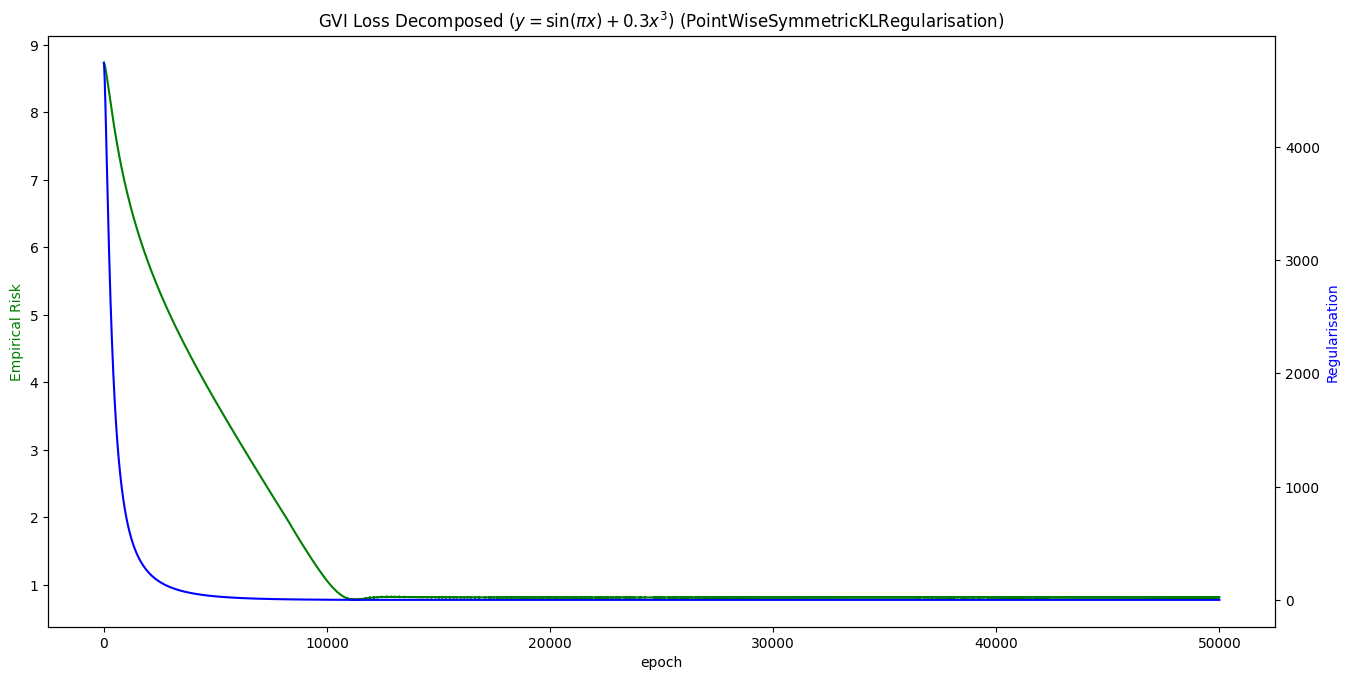 GVI Loss Decomposed (y = sin(πx) + 0.3x³) (PointWiseSymmetricKLRegularisation)
9
8
7
6
5
4
3
2
1
Empirical Risk
4000
3000
2000
1000
0
Regularisation
0 10000 20000 30000 40000 50000
epoch